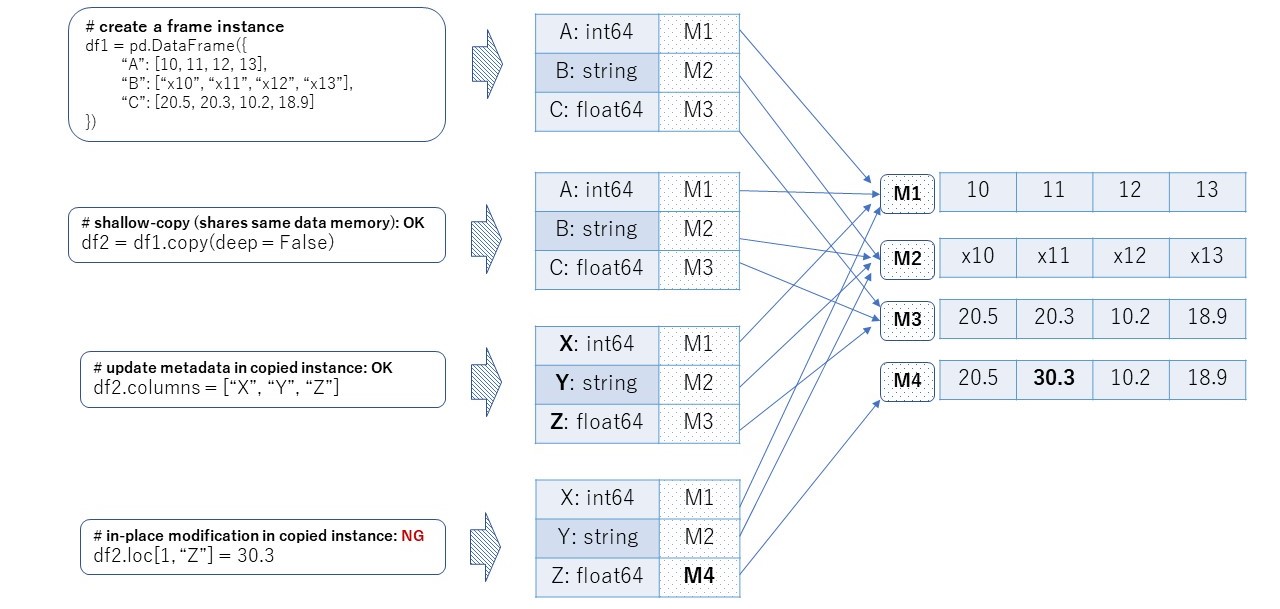 # create a frame instance
df1 = pd.DataFrame({
“A”: [10, 11, 12, 13],
“B”: [“x10”, “x11”, “x12”, “x13”],
“C”: [20.5, 20.3, 10.2, 18.9]
})
A: int64 M1
B: string M2
C: float64 M3
# shallow-copy (shares same data memory): OK
df2 = df1.copy(deep = False)
A: int64 M1
B: string M2
C: float64 M3
# update metadata in copied instance: OK
df2.columns = [“X”, “Y”, “Z”]
X: int64 M1
Y: string M2
Z: float64 M3
# in-place modification in copied instance: NG
df2.loc[1, “Z”] = 30.3
X: int64 M1
Y: string M2
Z: float64 M4
M1 10 11 12 13
M2 x10 x11 x12 x13
M3 20.5 20.3 10.2 18.9
M4 20.5 30.3 10.2 18.9